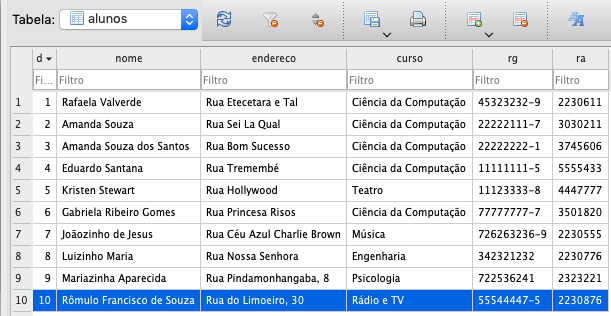 Tabela: alunos
d nome endereco curso rg ra
Fi... Filtro Filtro Filtro Filtro Filtro
1 1 Rafaela Valverde Rua Etecetara e Tal Ciência da Computação 45323232-9 2230611
2 2 Amanda Souza Rua Sei La Qual Ciência da Computação 22222111-7 3030211
3 3 Amanda Souza dos Santos Rua Bom Sucesso Ciência da Computação 22222222-1 3745606
4 4 Eduardo Santana Rua Tremembé Ciência da Computação 11111111-5 5555433
5 5 Kristen Stewart Rua Hollywood Teatro 11123333-8 4447777
6 6 Gabriela Ribeiro Gomes Rua Princesa Risos Ciência da Computação 77777777-7 3501820
7 7 Joãozinho de Jesus Rua Céu Azul Charlie Brown Música 726263236-9 2230555
8 8 Luizinho Maria Rua Nossa Senhora Engenharia 342321232 2230776
9 9 Mariazinha Aparecida Rua Pindamonhangaba, 8 Psicologia 722536241 2323221
10 10 Rômulo Francisco de Souza Rua do Limoeiro, 30 Rádio e TV 55544447-5 2230876